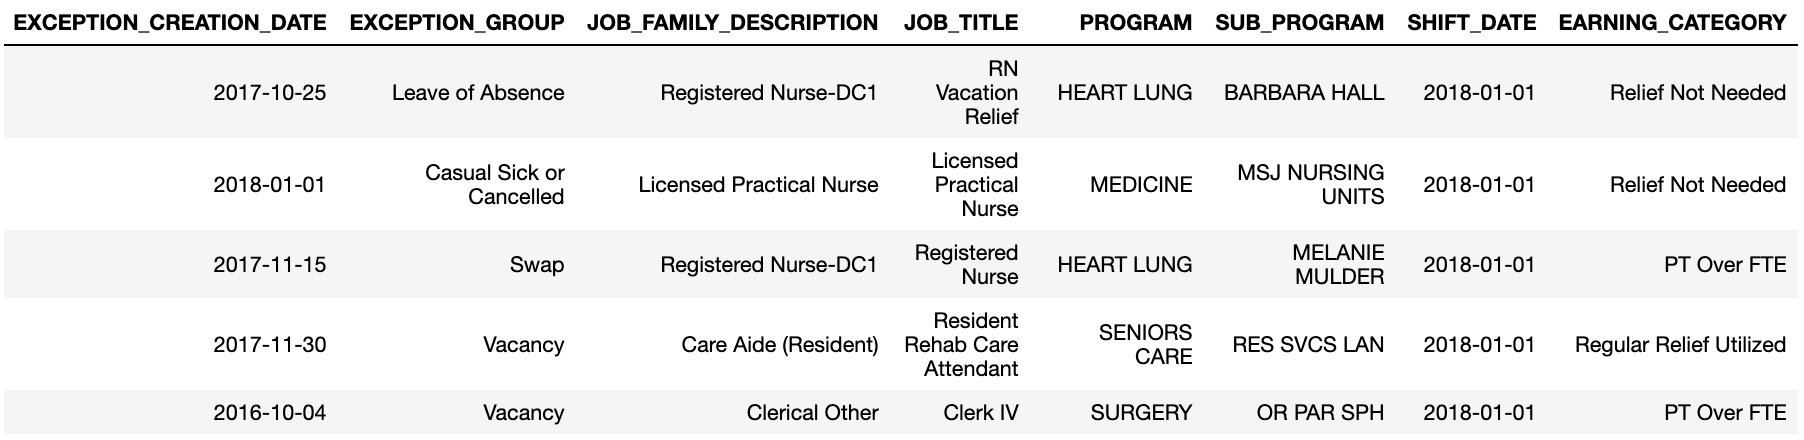 EXCEPTION_CREATION_DATE EXCEPTION_GROUP JOB_FAMILY_DESCRIPTION JOB_TITLE PROGRAM SUB_PROGRAM SHIFT_DATE EARNING_CATEGORY
RN
2017-10-25 Leave of Absence Registered Nurse-DC1 Vacation HEART LUNG BARBARA HALL 2018-01-01 Relief Not Needed
Relief
Licensed
Casual Sick or MSJ NURSING
2018-01-01 Licensed Practical Nurse Practical MEDICINE 2018-01-01 Relief Not Needed
Cancelled UNITS
Nurse
Registered MELANIE
2017-11-15 Swap Registered Nurse-DC1 HEART LUNG 2018-01-01 PT Over FTE
Nurse MULDER
Resident
SENIORS
2017-11-30 Vacancy Care Aide (Resident) Rehab Care RES SVCS LAN 2018-01-01 Regular Relief Utilized
CARE
Attendant
2016-10-04 Vacancy Clerical Other Clerk IV SURGERY OR PAR SPH 2018-01-01 PT Over FTE